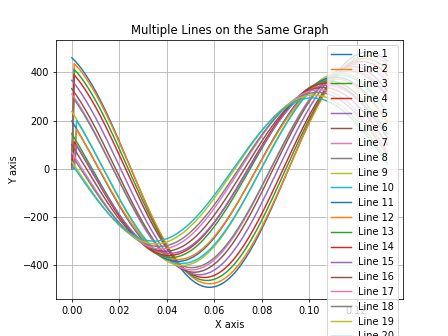 Multiple Lines on the Same Graph
Y axis
400
200
0
−200
−400
0.00
0.02
0.04
0.06
0.08
0.10
X axis
Line 1
Line 2
Line 3
Line 4
Line 5
Line 6
Line 7
Line 8
Line 9
Line 10
Line 11
Line 12
Line 13
Line 14
Line 15
Line 16
Line 17
Line 18
Line 19
Line 20